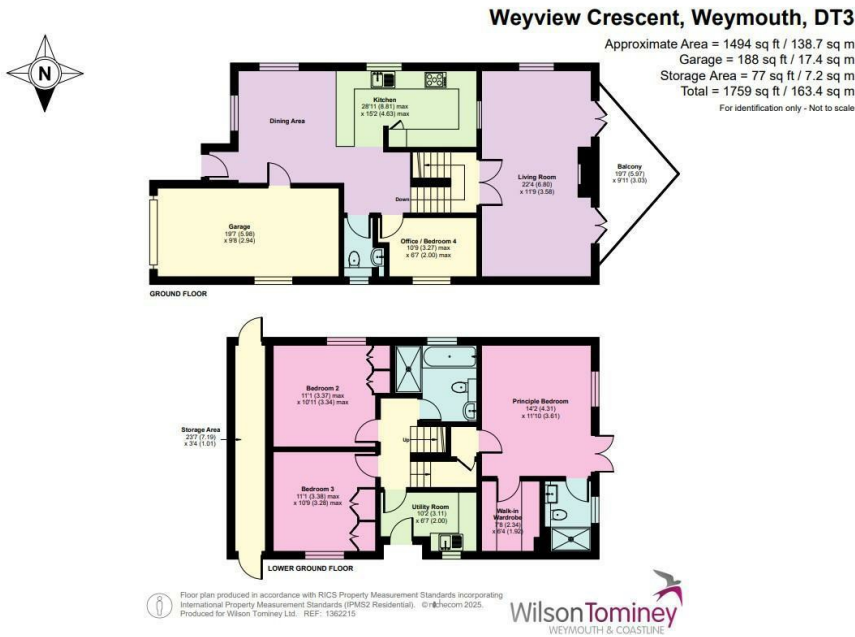 Weyview Crescent, Weymouth, DT3
Approximate Area = 1494 sq ft / 138.7 sq m
Garage = 188 sq ft / 17.4 sq m
Storage Area = 77 sq ft / 7.2 sq m
Total = 1759 sq ft / 163.4 sq m
For identification only - Not to scale
N
Kitchen
28'11 (8.81) max
x 15'2 (4.63) max
Dining Area
Living Room
22'4 (6.80)
x 11'9 (3.58)
Balcony
19'7 (5.97)
x 9'11 (3.03)
Down
Garage
19'7 (5.98)
x 9'8 (2.94)
Office / Bedroom 4
10'9 (3.27) max
x 6'7 (2.00) max
GROUND FLOOR
Bedroom 2
11'1 (3.37) max
x 10'11 (3.34) max
Principle Bedroom
14'2 (4.31)
x 11'10 (3.61)
Storage Area
23'7 (7.19)
x 3'4 (1.01)
Up
Bedroom 3
11'1 (3.38) max
x 10'9 (3.28) max
Utility Room
10'2 (3.11)
x 6'7 (2.00)
Walk-in
Wardrobe
7'8 (2.34)
x 6'4 (1.92)
LOWER GROUND FLOOR
Floor plan produced in accordance with RICS Property Measurement Standards incorporating
International Property Measurement Standards (IPMS2 Residential). © 2025.
Produced for Wilson Tominey Ltd. REF: 1362215
WilsonTominey
WEYMOUTH & COASTLINE